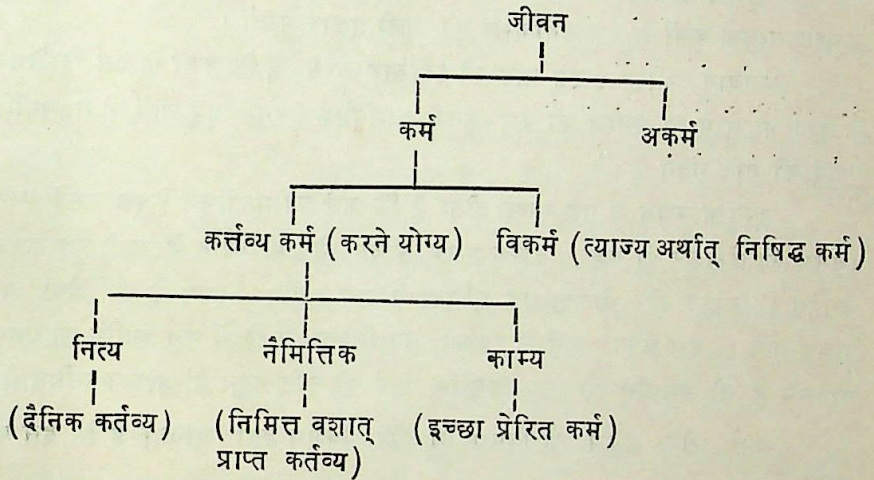 जीवन
कर्म अकर्म
कर्त्तव्य कर्म (करने योग्य) विकर्म (त्याज्य अर्थात् निषिद्ध कर्म)
नित्य नैमित्तिक काम्य
(दैनिक कर्तव्य) (निमित्त वशात् (इच्छा प्रेरित कर्म)
प्राप्त कर्तव्य)